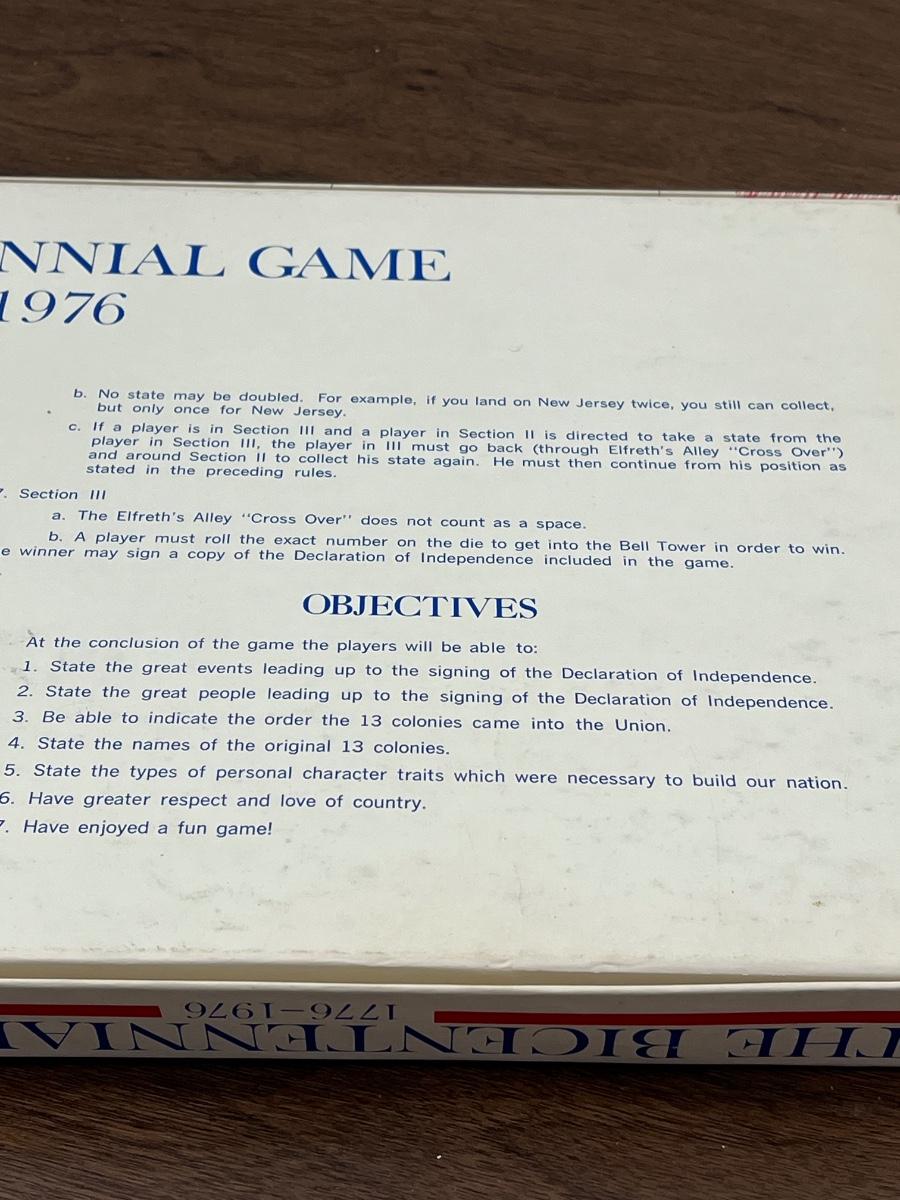 NNIAL GAME
1976
b. No state may be doubled. For example, if you land on New Jersey twice, you still can collect,
but only once for New Jersey.
c. If a player is in Section III and a player in Section II is directed to take a state from the
player in Section III, the player in III must go back (through Elfreth's Alley "Cross Over")
and around Section II to collect his state again. He must then continue from his position as
stated in the preceding rules.
7. Section III
a. The Elfreth's Alley "Cross Over" does not count as a space.
b. A player must roll the exact number on the die to get into the Bell Tower in order to win.
e winner may sign a copy of the Declaration of Independence included in the game.
OBJECTIVES
At the conclusion of the game the players will be able to:
1. State the great events leading up to the signing of the Declaration of Independence.
2. State the great people leading up to the signing of the Declaration of Independence.
3. Be able to indicate the order the 13 colonies came into the Union.
4. State the names of the original 13 colonies.
5. State the types of personal character traits which were necessary to build our nation.
6. Have greater respect and love of country.
7. Have enjoyed a fun game!
THE BICENTENNIAL
1776-1976